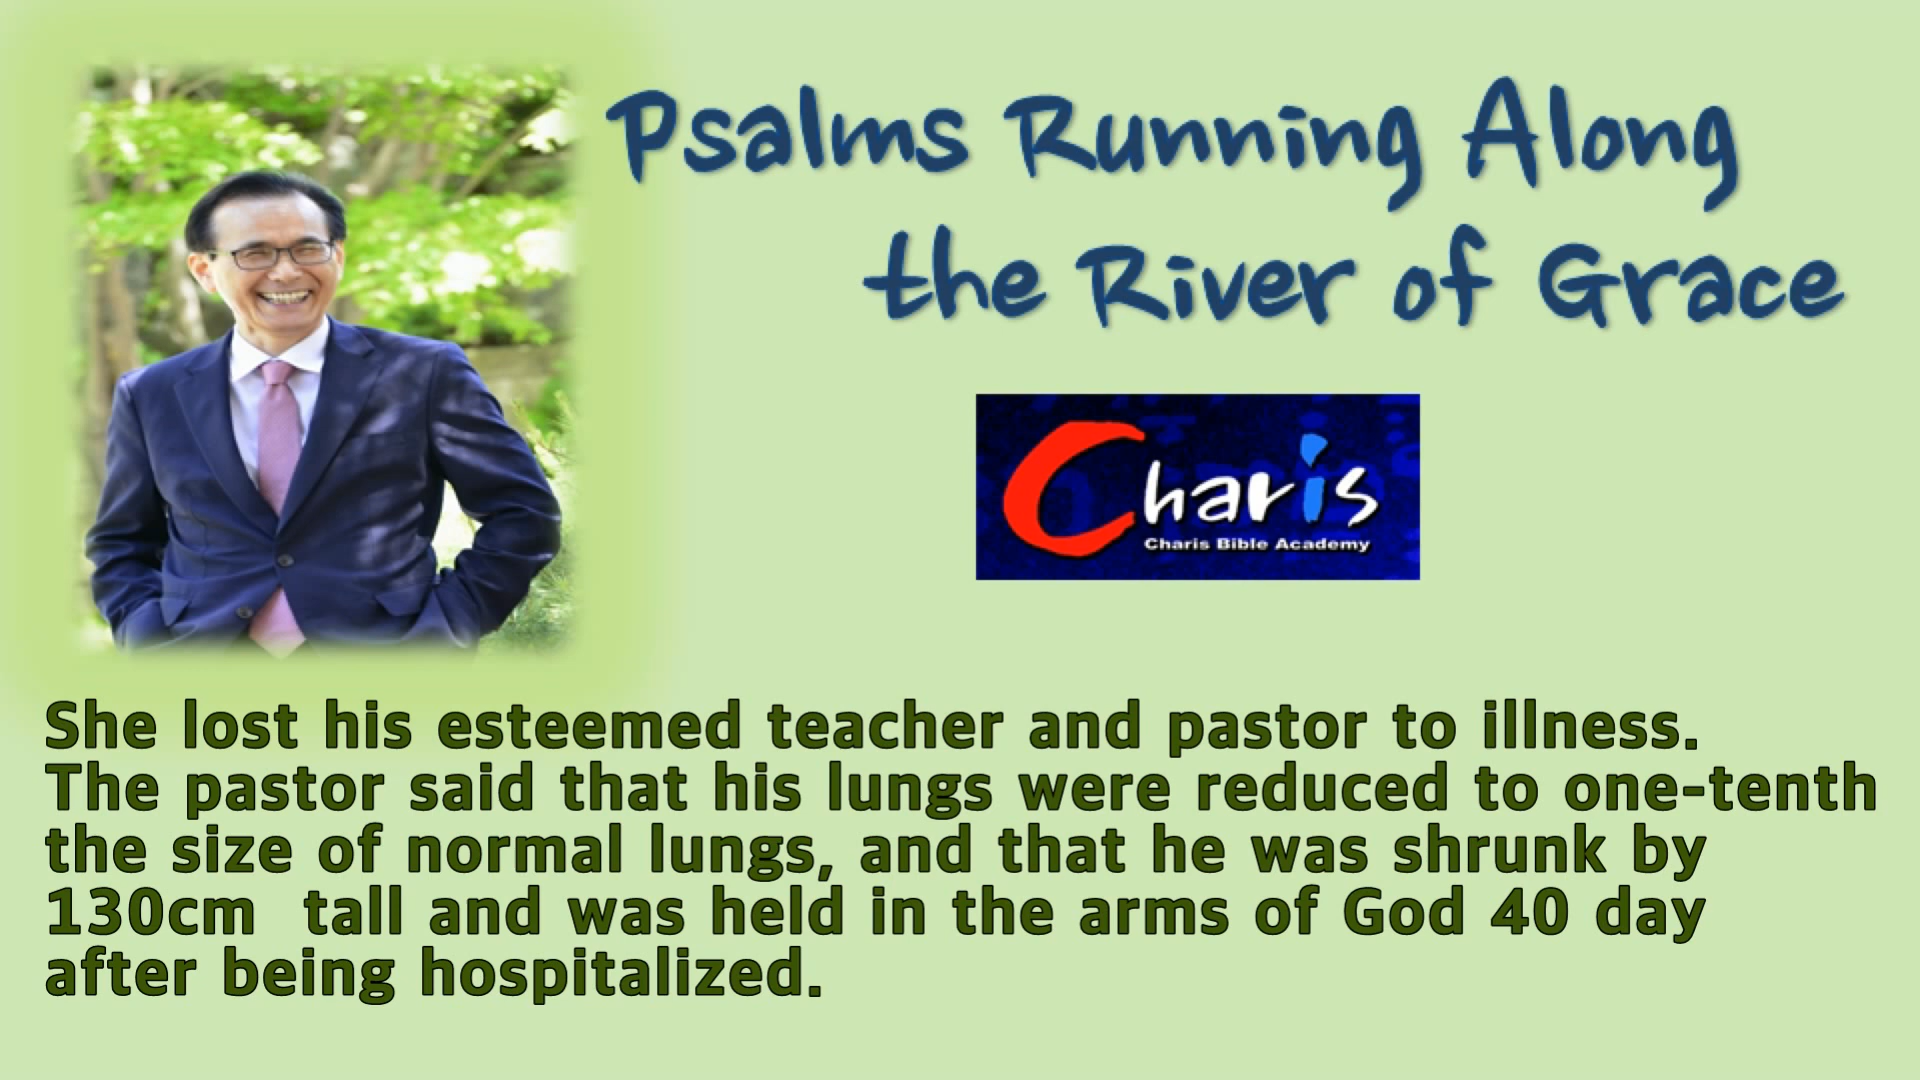 Psalms Running Along
the River of Grace
Charis
Charis Bible Academy
She lost his esteemed teacher and pastor to illness.
The pastor said that his lungs were reduced to one-tenth
the size of normal lungs, and that he was shrunk by
130cm  tall and was held in the arms of God 40 day
after being hospitalized.